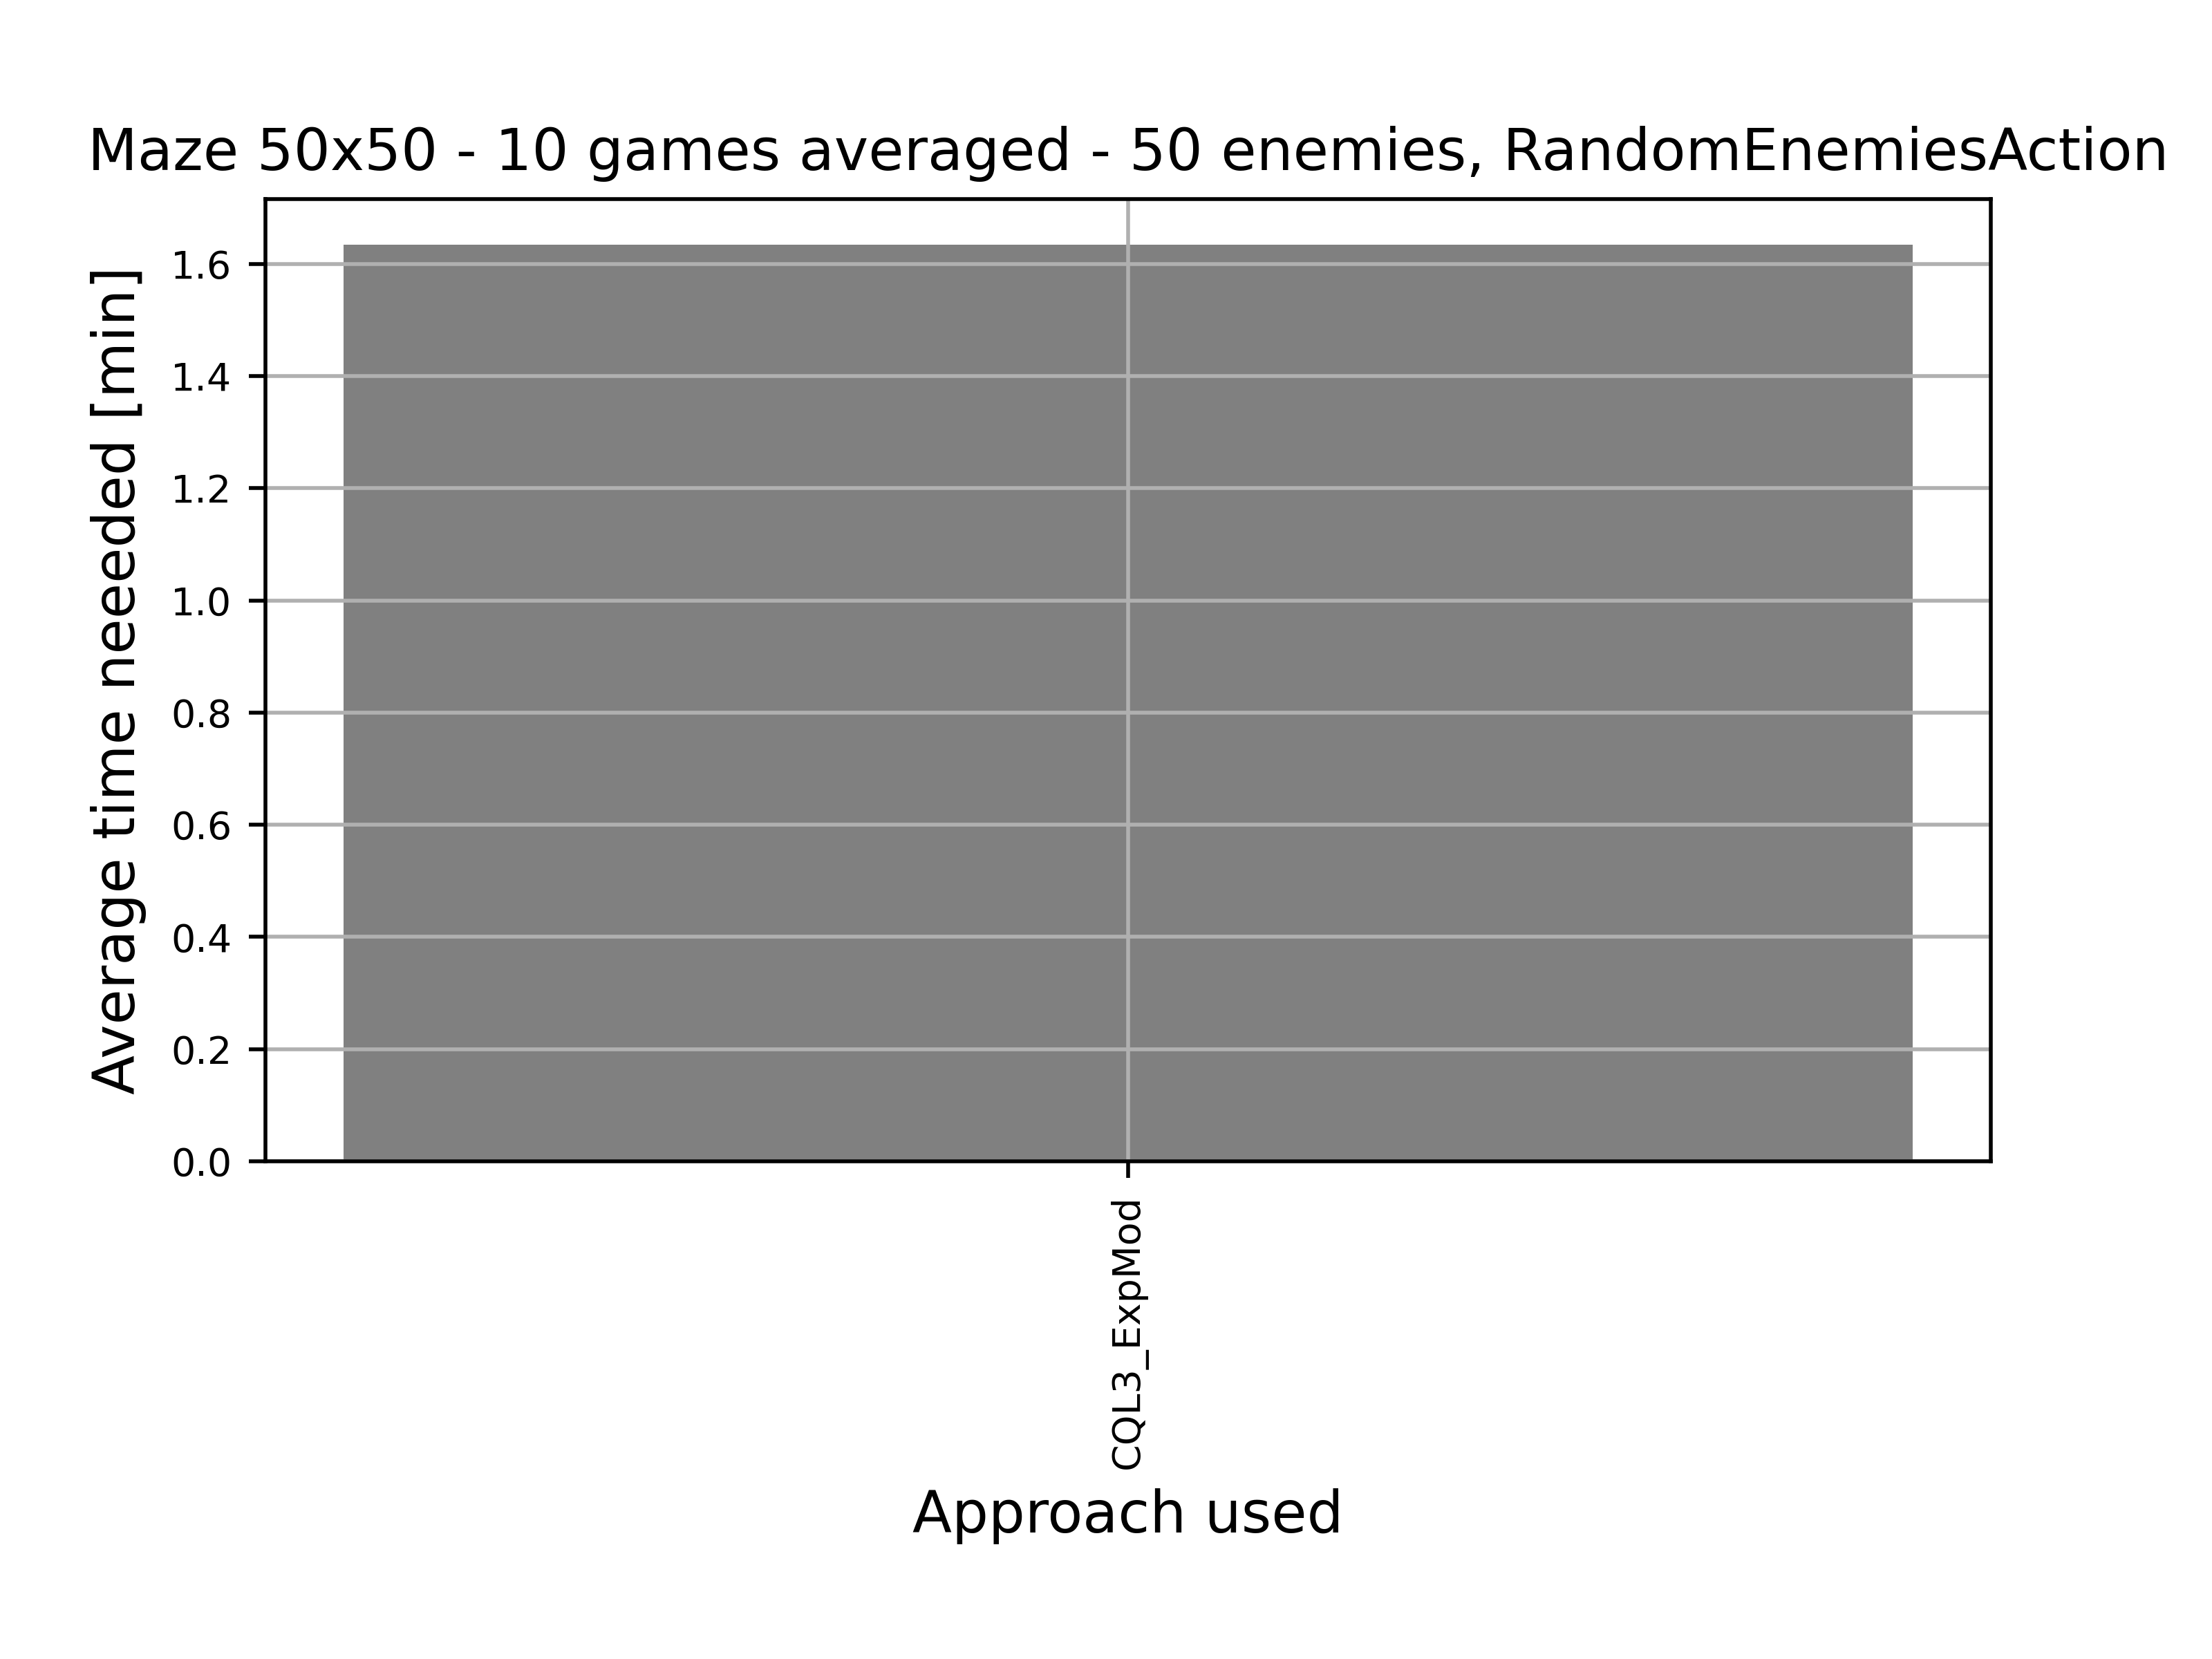 Maze 50x50 - 10 games averaged - 50 enemies, RandomEnemiesAction
Average time needed [min]
1.6
1.4
1.2
1.0
0.8
0.6
0.4
0.2
0.0
CQL3_ExpMod
Approach used